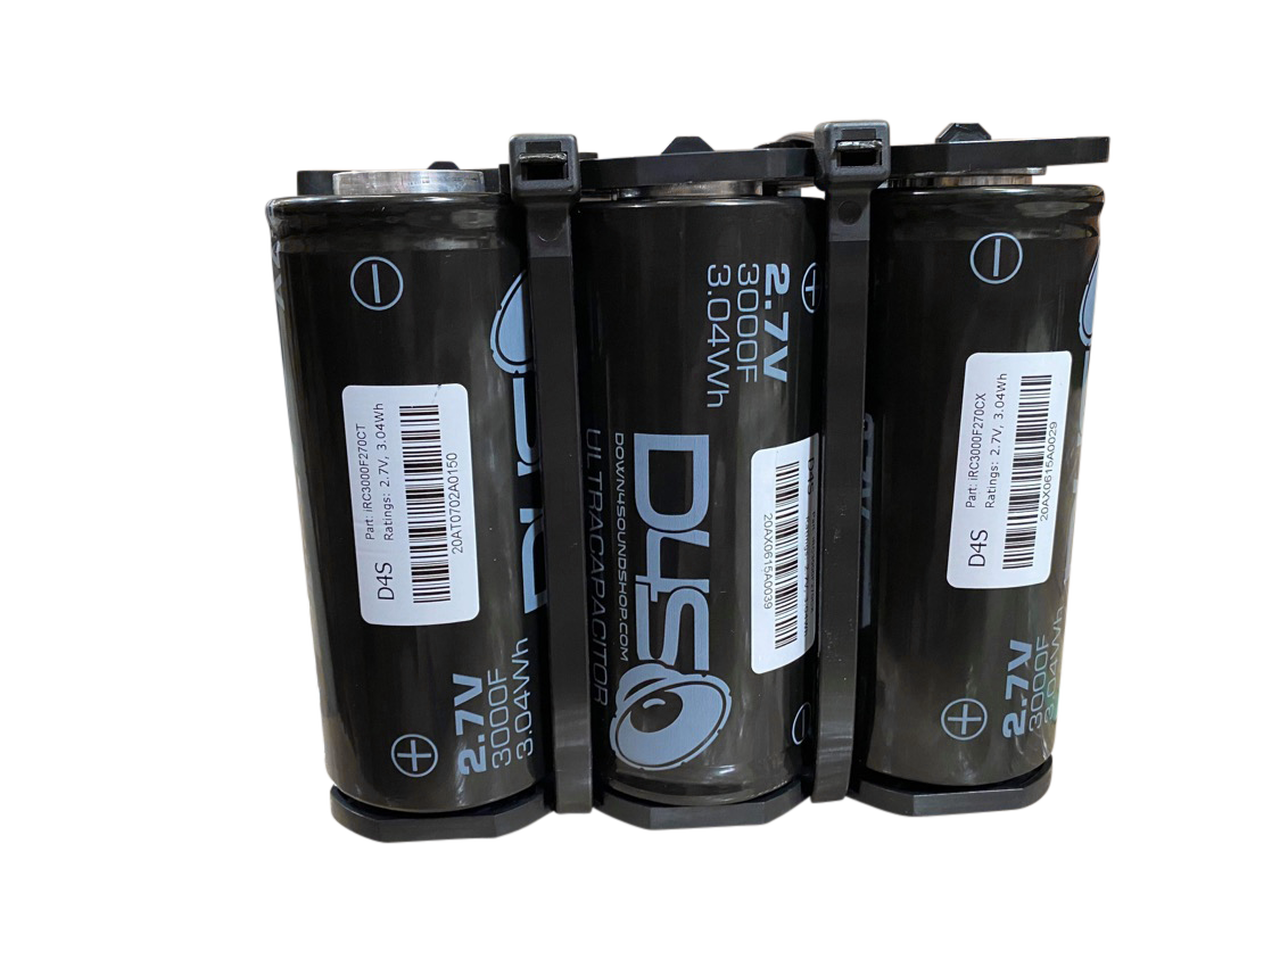 D4S
Part: iRC3000F270CT
Ratings: 2.7V, 3.04Wh
20AT0702A0150
2.7V
3000F
3.04Wh
2.7V
3000F
3.04Wh
D4S
DOWN4SOUNDSHOP.COM
ULTRACAPACITOR
20AX0615A0039
D4S
Part: iRC3000F270CX
Ratings: 2.7V, 3.04Wh
20AX0615A0029
2.7V
3000F
3.04Wh